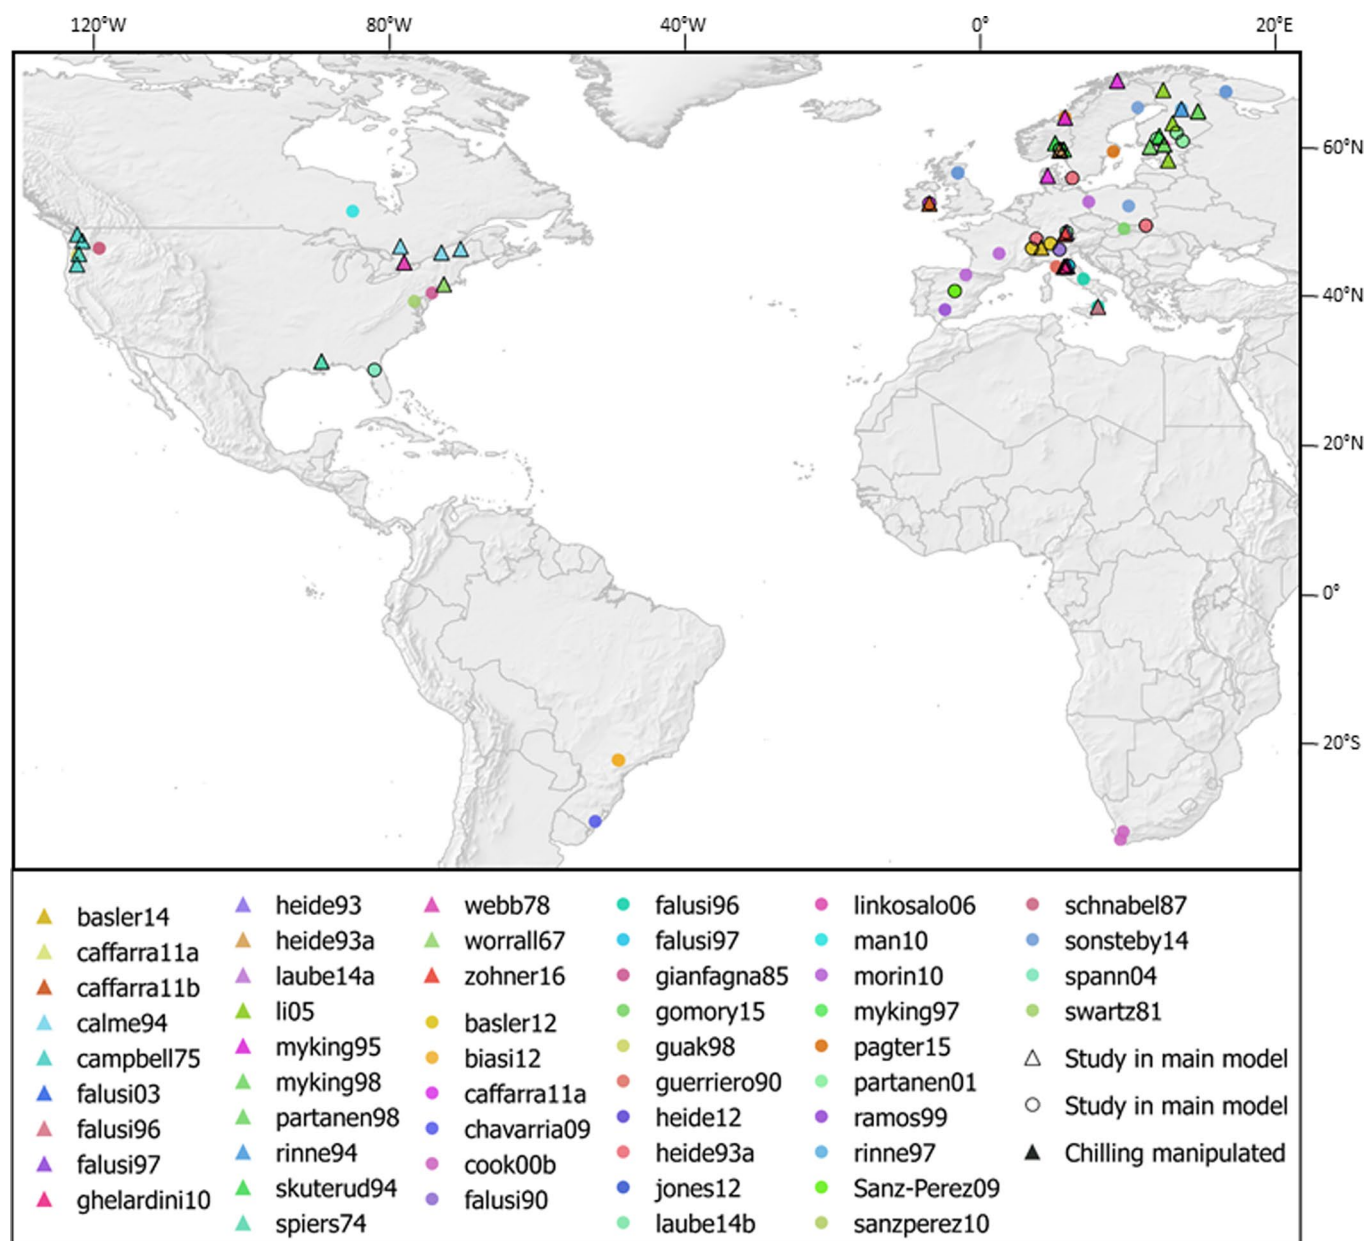 120°W 80°W 40°W 0° 20°E
60°N
40°N
20°N
0°
20°S
basler14
caffarra11a
caffarra11b
calme94
campbell75
falusi03
falusi96
falusi97
ghelardini10
heide93
heide93a
laube14a
li05
myking95
myking98
partanen98
rinne94
skuterud94
spiers74
webb78
worrall67
zohner16
basler12
biasi12
caffarra11a
chavarria09
cook00b
falusi90
falusi96
falusi97
gianfagna85
gomory15
guak98
guerriero90
heide12
heide93a
jones12
laube14b
linkosalo06
man10
morin10
myking97
pagter15
partanen01
ramos99
rinne97
Sanz-Perez09
sanzperez10
schnabel87
sonsteby14
spann04
swartz81
Study in main model
Study in main model
Chilling manipulated